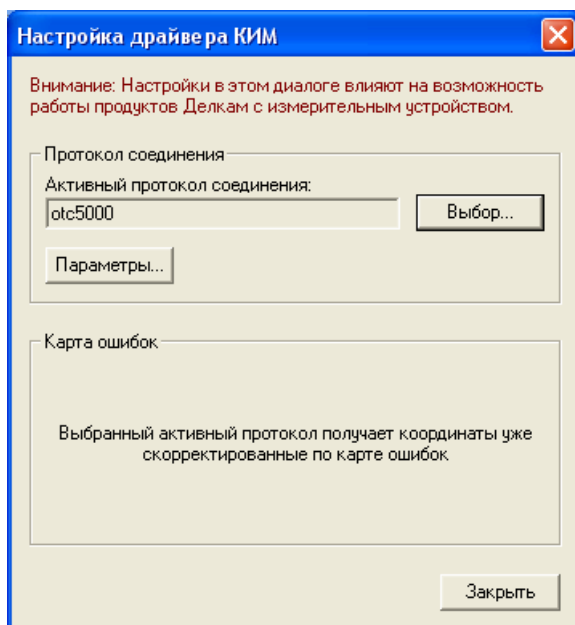 Настройка драйвера КИМ
Внимание: Настройки в этом диалоге влияют на возможность
работы продуктов Делкам с измерительным устройством.
Протокол соединения
Активный протокол соединения:
otc5000
Выбор...
Параметры...
Карта ошибок
Выбранный активный протокол получает координаты уже
скорректированные по карте ошибок
Закрыть